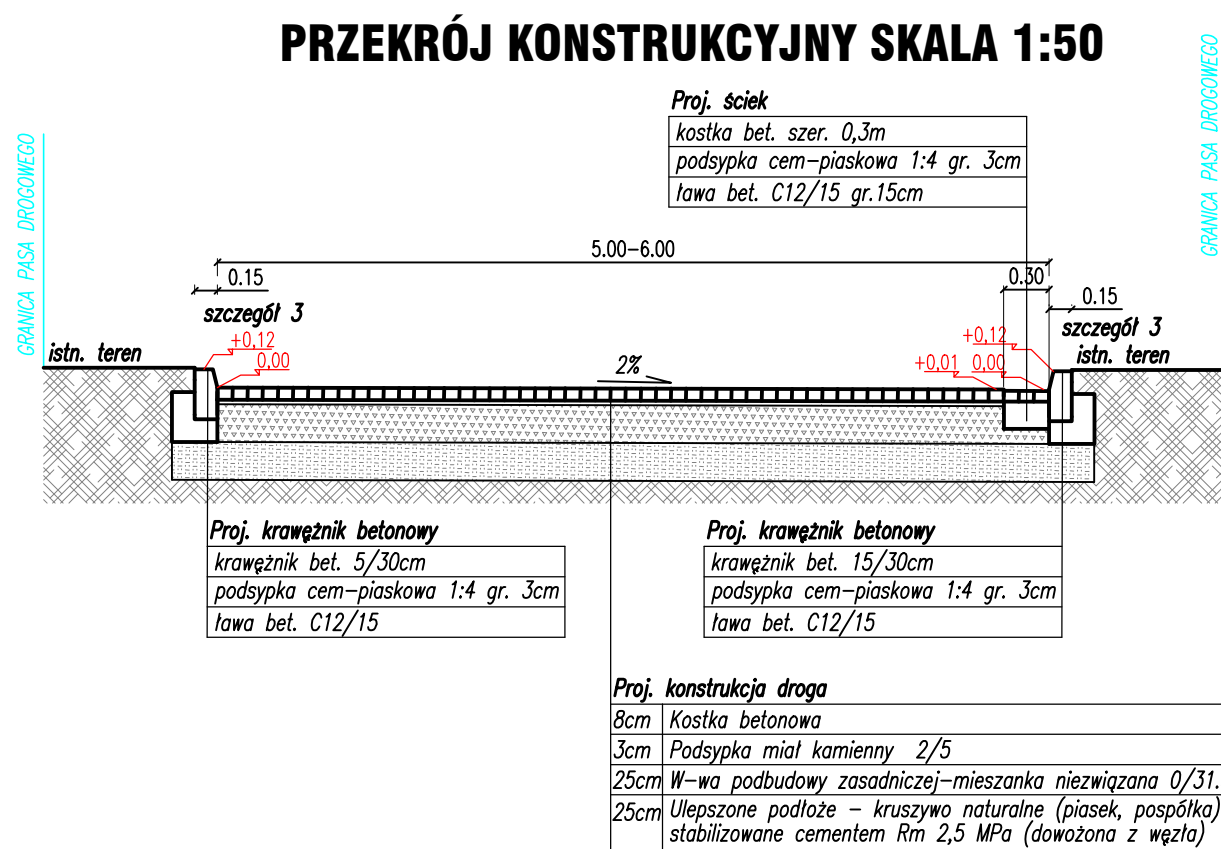 PRZEKRÓJ KONSTRUKCYJNY SKALA 1:50
GRANICA PASA DROGOWEGO
GRANICA PASA DROGOWEGO
Proj. ściek
kostka bet. szer. 0,3m
podsypka cem-piaskowa 1:4 gr. 3cm
ława bet. C12/15 gr.15cm
5.00-6.00
0.15
0.30
0.15
szczegół 3
szczegół 3
+0,12
0,00
+0,12
+0,01
0,00
istn. teren
istn. teren
2%
Proj. krawężnik betonowy
krawężnik bet. 5/30cm
podsypka cem-piaskowa 1:4 gr. 3cm
ława bet. C12/15
Proj. krawężnik betonowy
krawężnik bet. 15/30cm
podsypka cem-piaskowa 1:4 gr. 3cm
ława bet. C12/15
Proj. konstrukcja droga
8cm Kostka betonowa
3cm Podsypka miał kamienny 2/5
25cm W-wa podbudowy zasadniczej-mieszanka niezwiązana 0/31.
25cm Ulepszone podłoże - kruszywo naturalne (piasek, pospółka)
stabilizowane cementem Rm 2,5 MPa (dowożona z węzła)